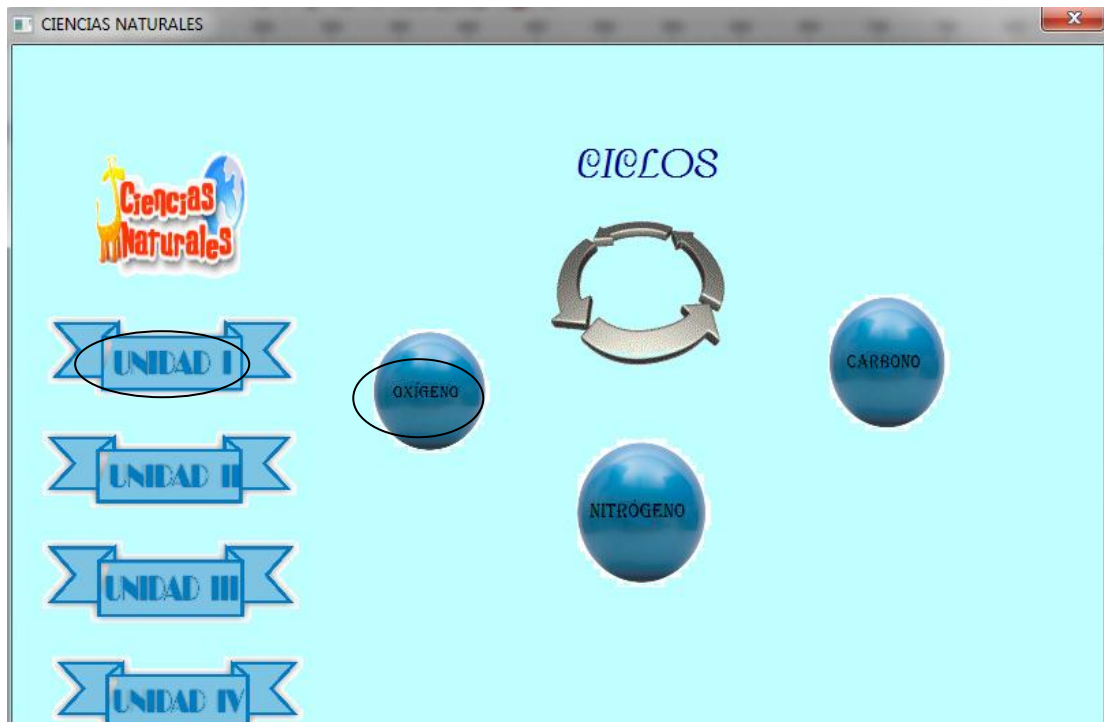 CIENCIAS NATURALES
CICLOS
Ciencias
Naturales
UNIDAD I
OXÍGENO
CARBONO
UNIDAD II
NITRÓGENO
UNIDAD III
UNIDAD IV